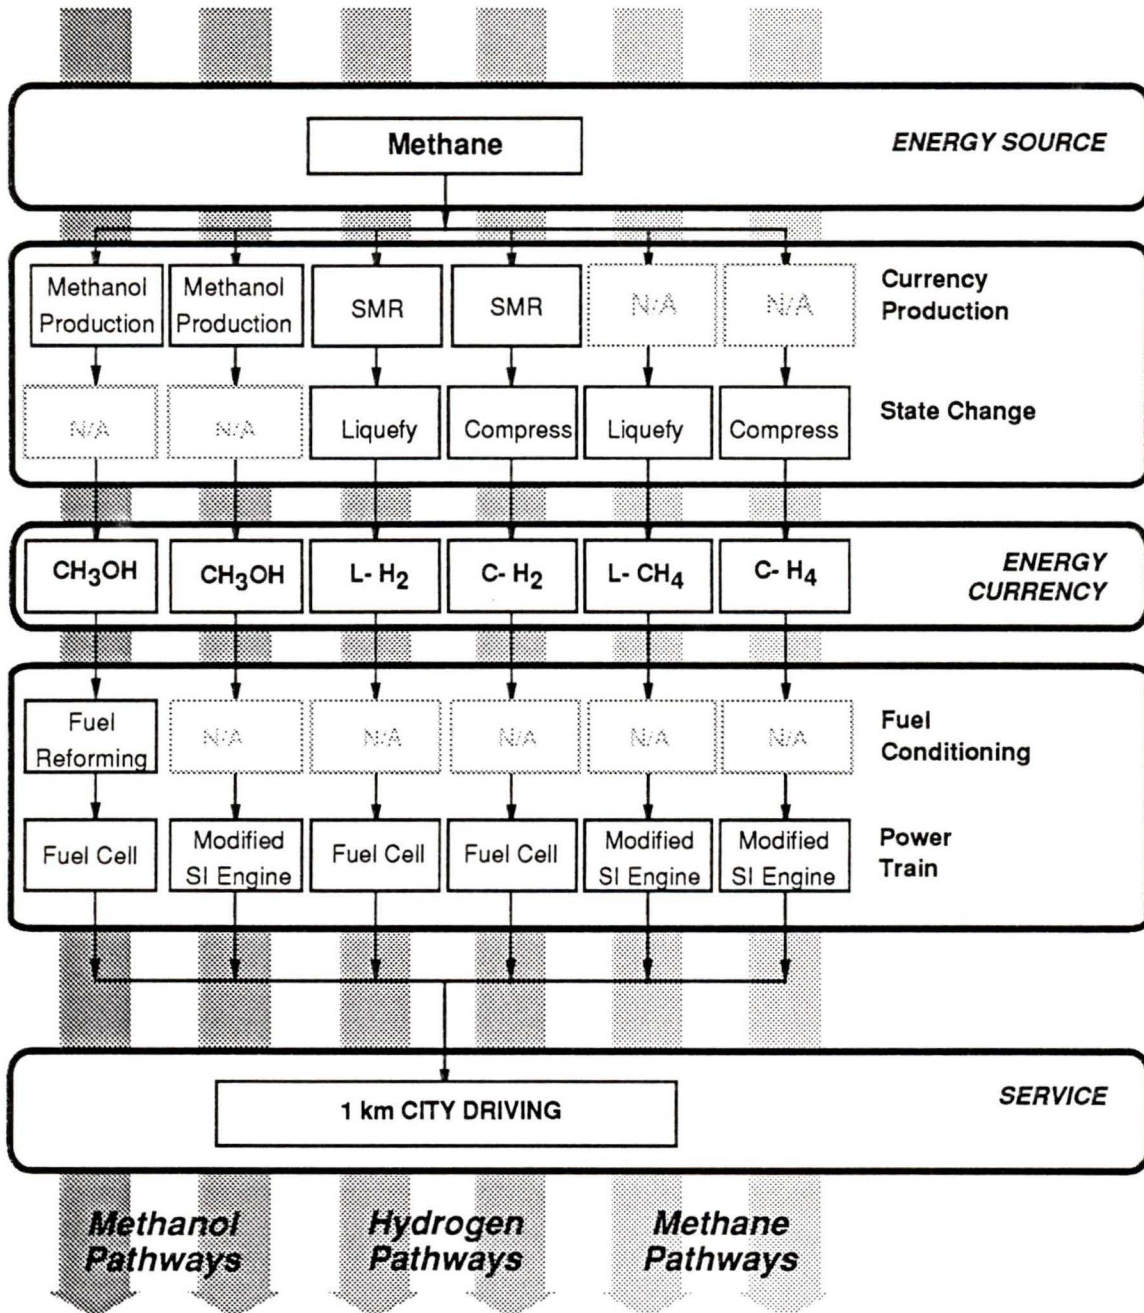 Methane
ENERGY SOURCE
Methanol
Production
Methanol
Production
SMR
SMR
N/A
N/A
Currency
Production
N/A
N/A
Liquefy
Compress
Liquefy
Compress
State Change
CH₃OH
CH₃OH
L- H₂
C- H₂
L- CH₄
C- H₄
ENERGY
CURRENCY
Fuel
Reforming
N/A
N/A
N/A
N/A
N/A
Fuel
Conditioning
Fuel Cell
Modified
SI Engine
Fuel Cell
Fuel Cell
Modified
SI Engine
Modified
SI Engine
Power
Train
1 km CITY DRIVING
SERVICE
Methanol
Pathways
Hydrogen
Pathways
Methane
Pathways